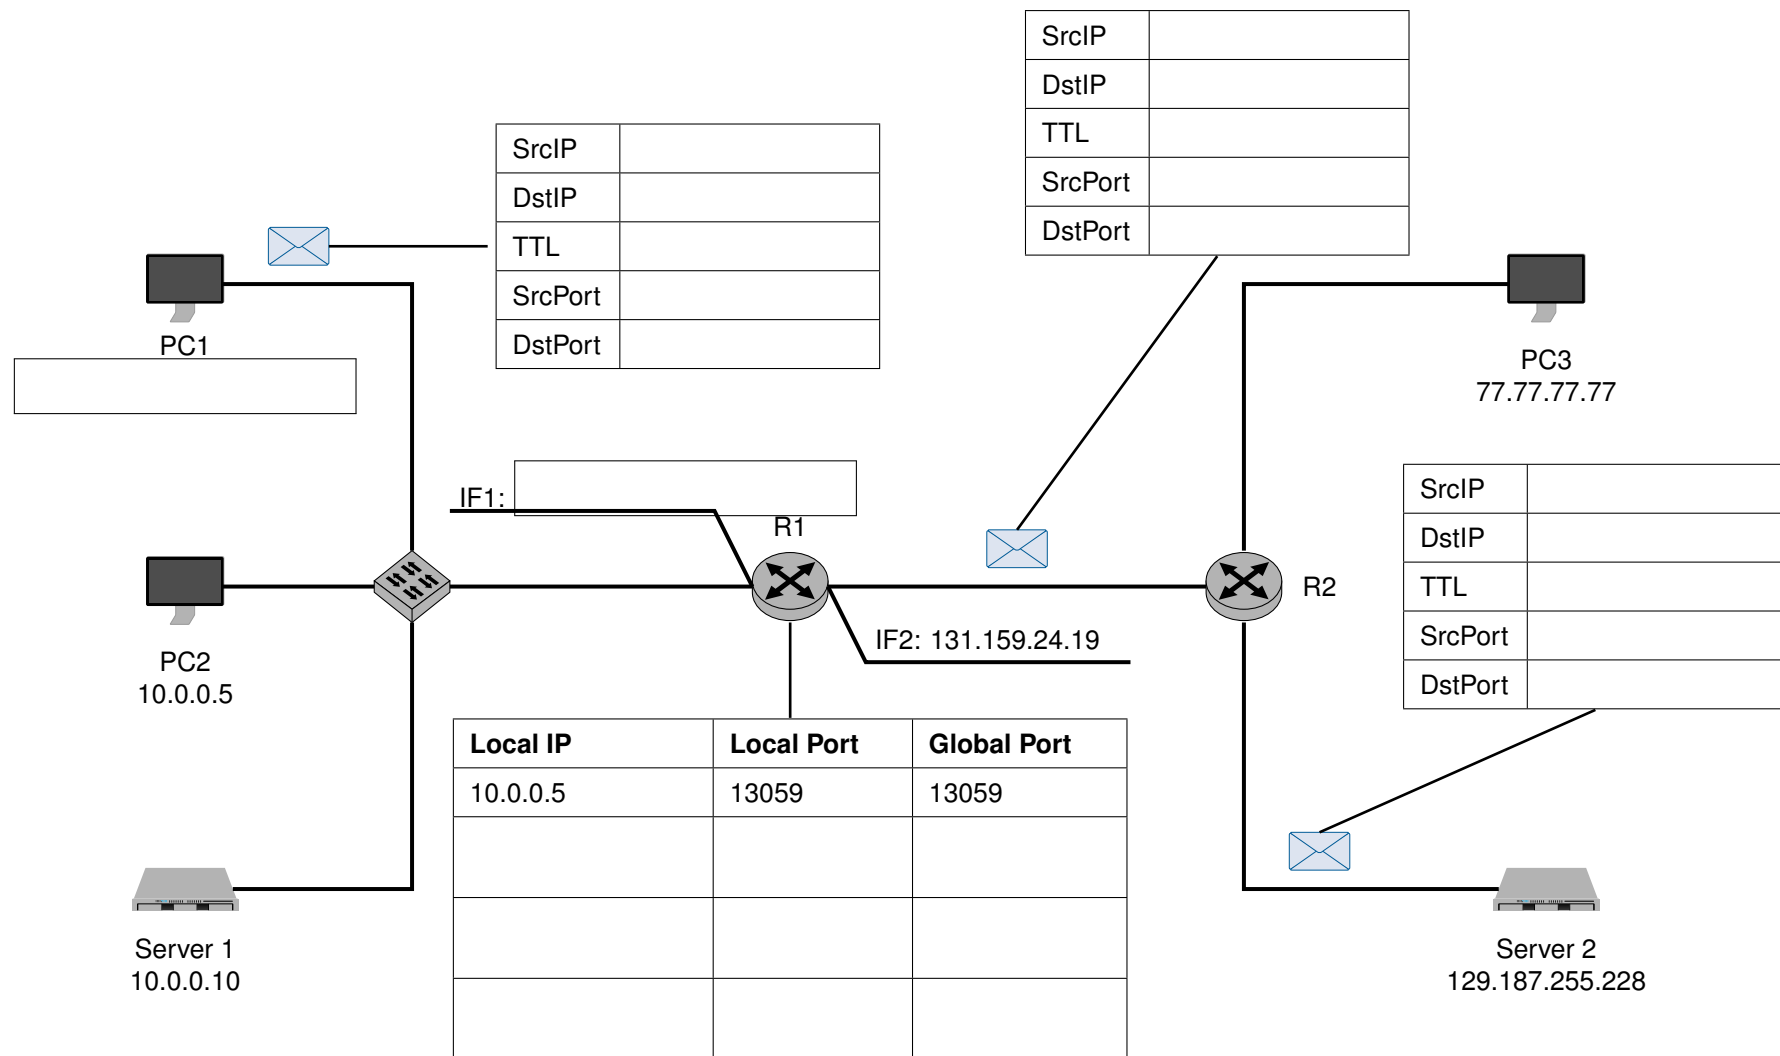 SrcIP
DstIP
TTL
SrcPort
DstPort
SrcIP
DstIP
TTL
SrcPort
DstPort
PC1
PC3
77.77.77.77
IF1:
R1
SrcIP
DstIP
TTL
SrcPort
DstPort
R2
IF2: 131.159.24.19
PC2
10.0.0.5
Local IP Local Port Global Port
10.0.0.5 13059 13059
Server 1
10.0.0.10
Server 2
129.187.255.228